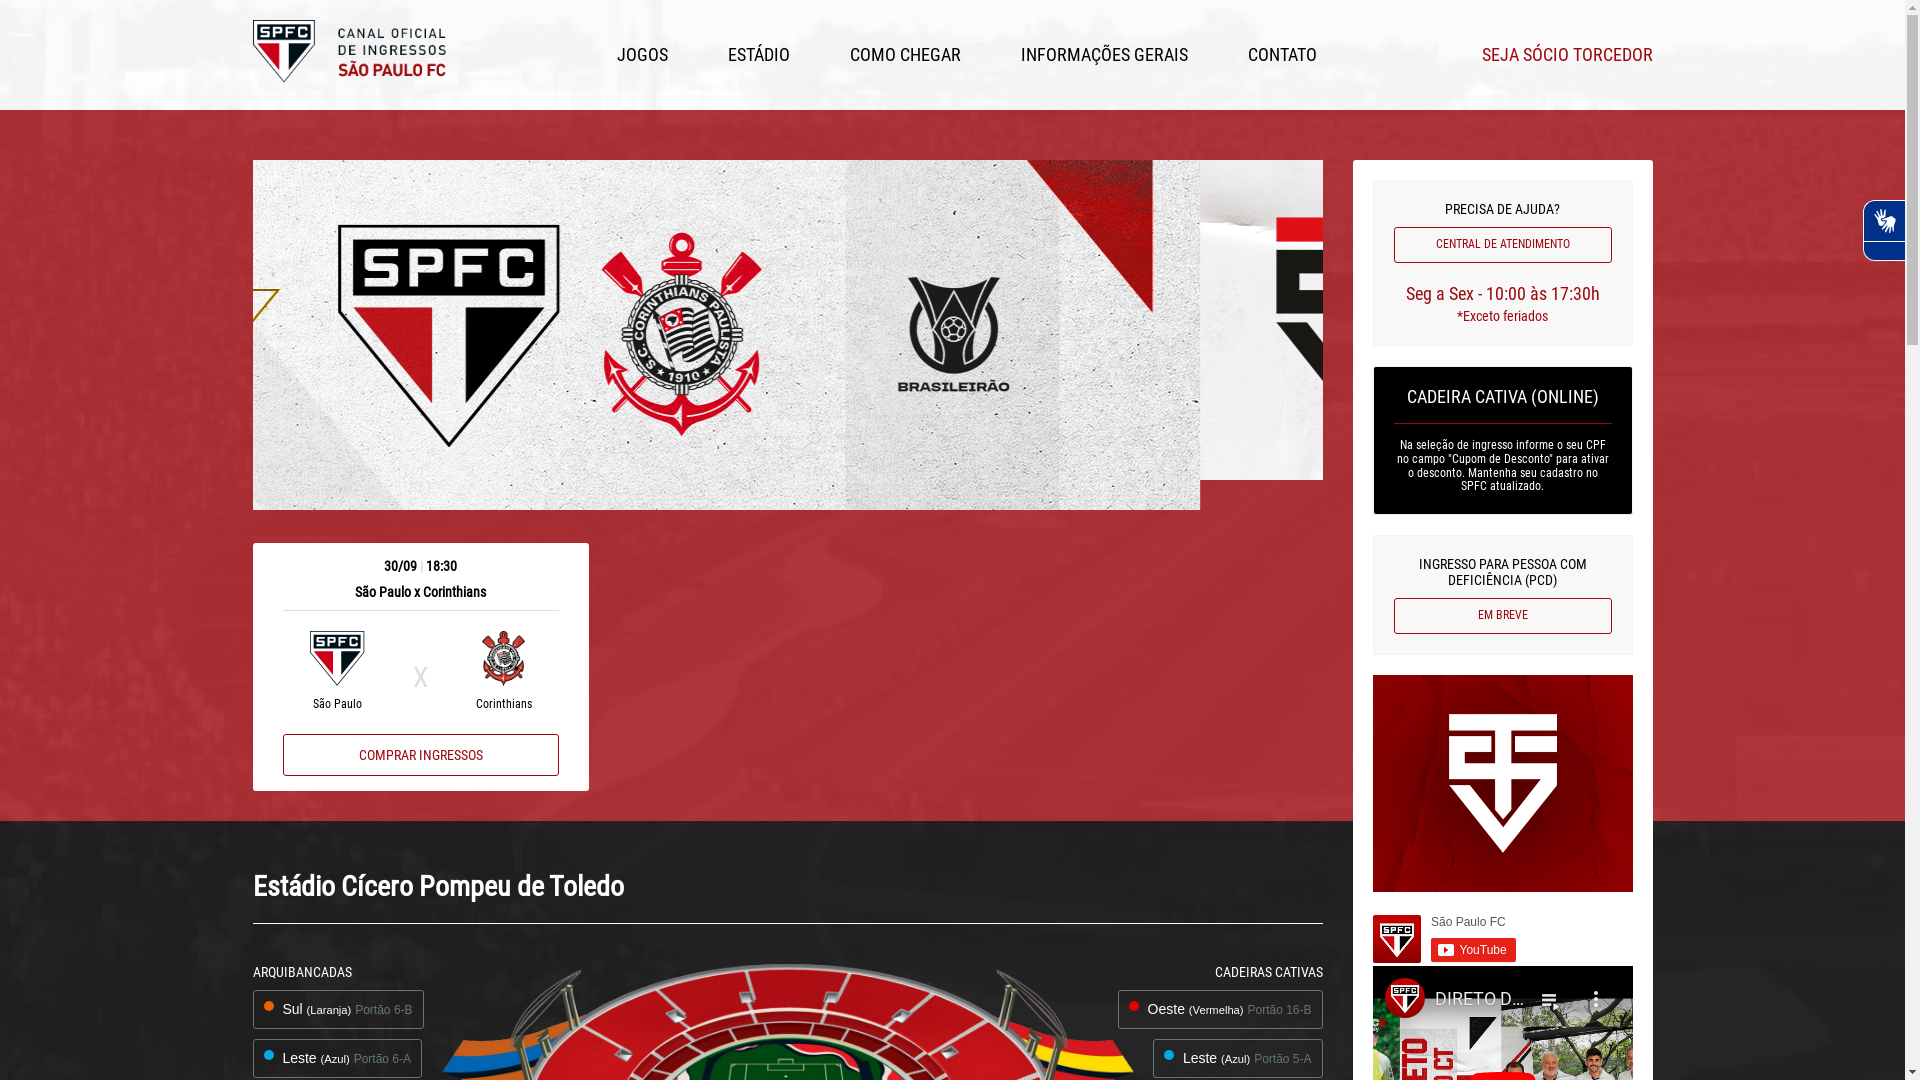 SPFC
CANAL OFICIAL
DE INGRESSOS
SÃO PAULO FC
JOGOS
ESTÁDIO
COMO CHEGAR
INFORMAÇÕES GERAIS
CONTATO
SEJA SÓCIO TORCEDOR
SPFC
S.C. CORINTHIANS PAULISTA
1910
BRASILEIRÃO
PRECISA DE AJUDA?
CENTRAL DE ATENDIMENTO
Seg a Sex - 10:00 às 17:30h
*Exceto feriados
CADEIRA CATIVA (ONLINE)
Na seleção de ingresso informe o seu CPF
no campo "Cupom de Desconto" para ativar
o desconto. Mantenha seu cadastro no
SPFC atualizado.
INGRESSO PARA PESSOA COM
DEFICIÊNCIA (PCD)
EM BREVE
30/09 | 18:30
São Paulo x Corinthians
SPFC
X
São Paulo
Corinthians
COMPRAR INGRESSOS
Estádio Cícero Pompeu de Toledo
ARQUIBANCADAS
Sul (Laranja) Portão 6-B
Leste (Azul) Portão 6-A
CADEIRAS CATIVAS
Oeste (Vermelha) Portão 16-B
Leste (Azul) Portão 5-A
SPFC
São Paulo FC
YouTube
SPFC
DIRETO D...